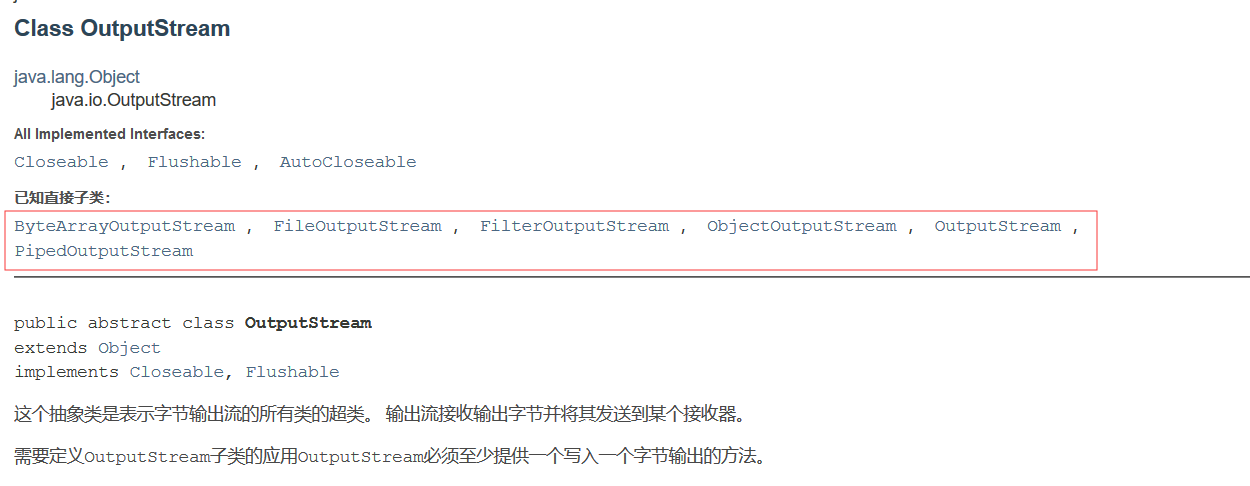 Class OutputStream
java.lang.Object
java.io.OutputStream
All Implemented Interfaces:
Closeable , Flushable , AutoCloseable
已知直接子类：
ByteArrayOutputStream , FileOutputStream , FilterOutputStream , ObjectOutputStream , OutputStream ,
PipedOutputStream
public abstract class OutputStream
extends Object
implements Closeable, Flushable
这个抽象类是表示字节输出流的所有类的超类。 输出流接收输出字节并将其发送到某个接收器。
需要定义OutputStream子类的应用OutputStream必须至少提供一个写入一个字节输出的方法。